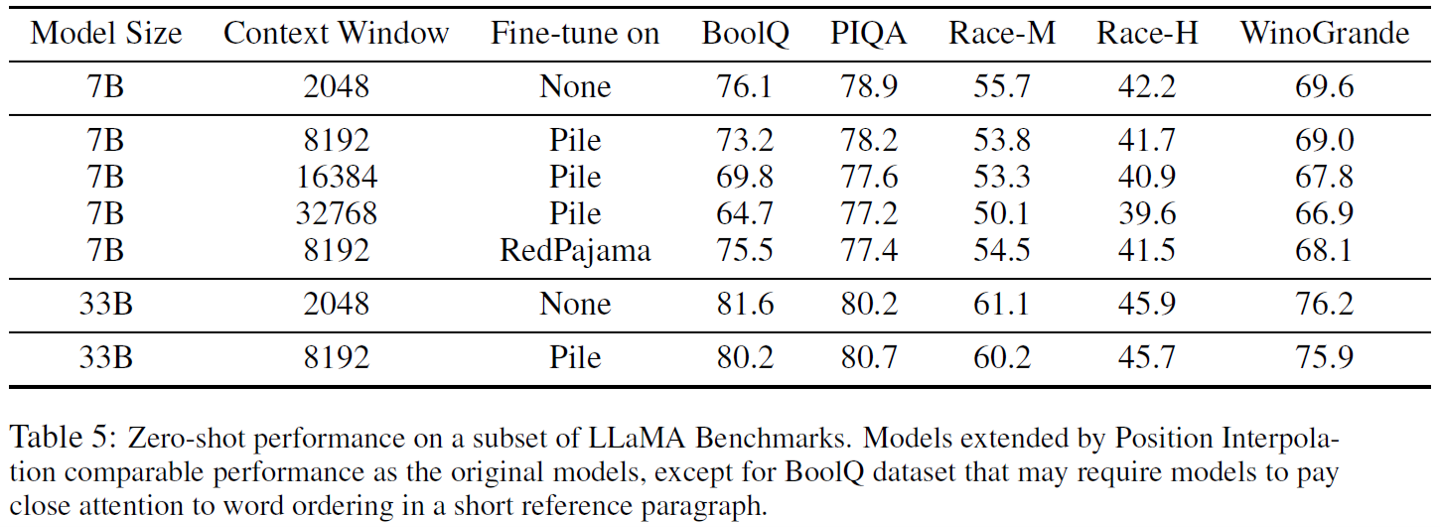 Model Size Context Window Fine-tune on BoolQ PIQA Race-M Race-H WinoGrande
7B 2048 None 76.1 78.9 55.7 42.2 69.6
7B 8192 Pile 73.2 78.2 53.8 41.7 69.0
7B 16384 Pile 69.8 77.6 53.3 40.9 67.8
7B 32768 Pile 64.7 77.2 50.1 39.6 66.9
7B 8192 RedPajama 75.5 77.4 54.5 41.5 68.1
33B 2048 None 81.6 80.2 61.1 45.9 76.2
33B 8192 Pile 80.2 80.7 60.2 45.7 75.9
Table 5: Zero-shot performance on a subset of LLaMA Benchmarks. Models extended by Position Interpola-
tion comparable performance as the original models, except for BoolQ dataset that may require models to pay
close attention to word ordering in a short reference paragraph.